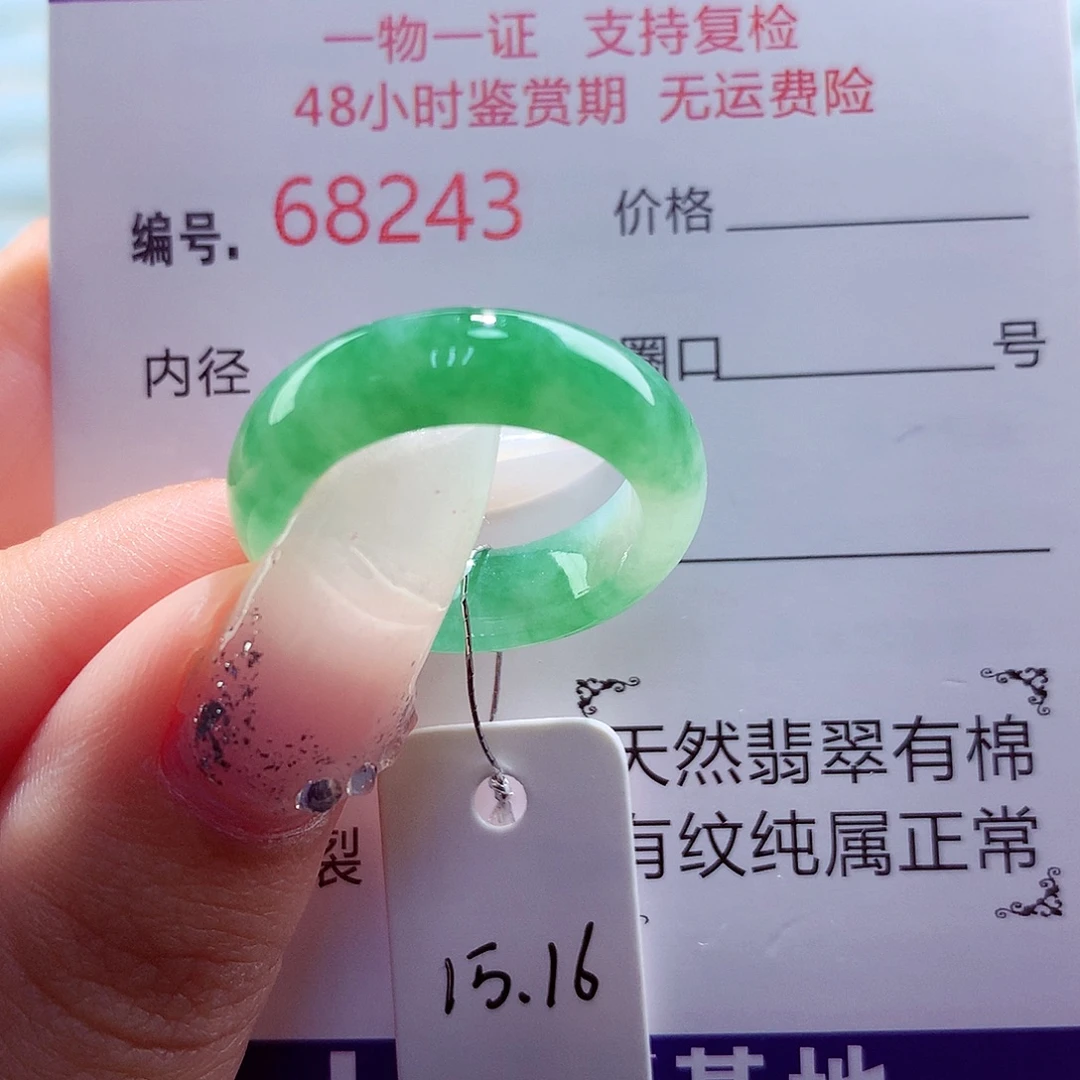 一物一证 支持复检
48小时鉴赏期 无运费险
编号. 68243 价格
内径 圈口 号
天然翡翠有棉
有纹纯属正常
裂
15.16
基地